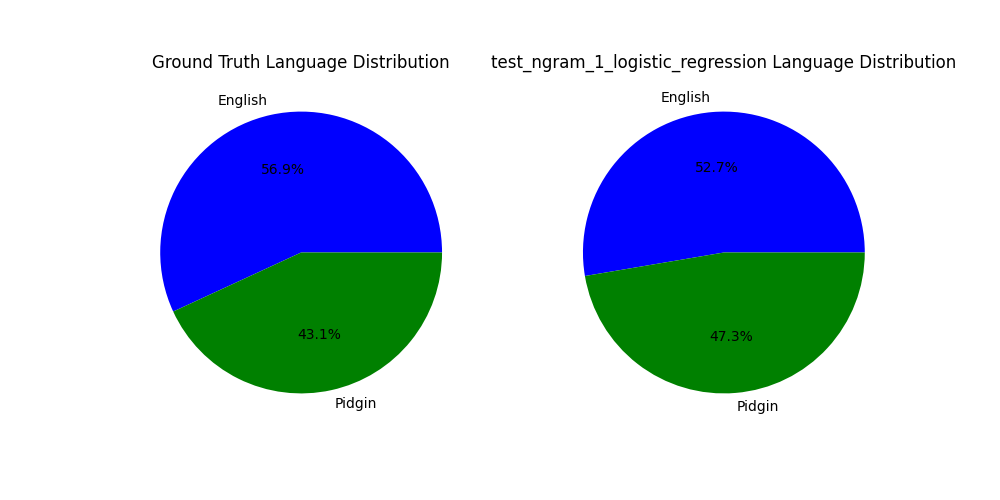 Ground Truth Language Distribution
English
56.9%
43.1%
Pidgin
test_ngram_1_logistic_regression Language Distribution
English
52.7%
47.3%
Pidgin